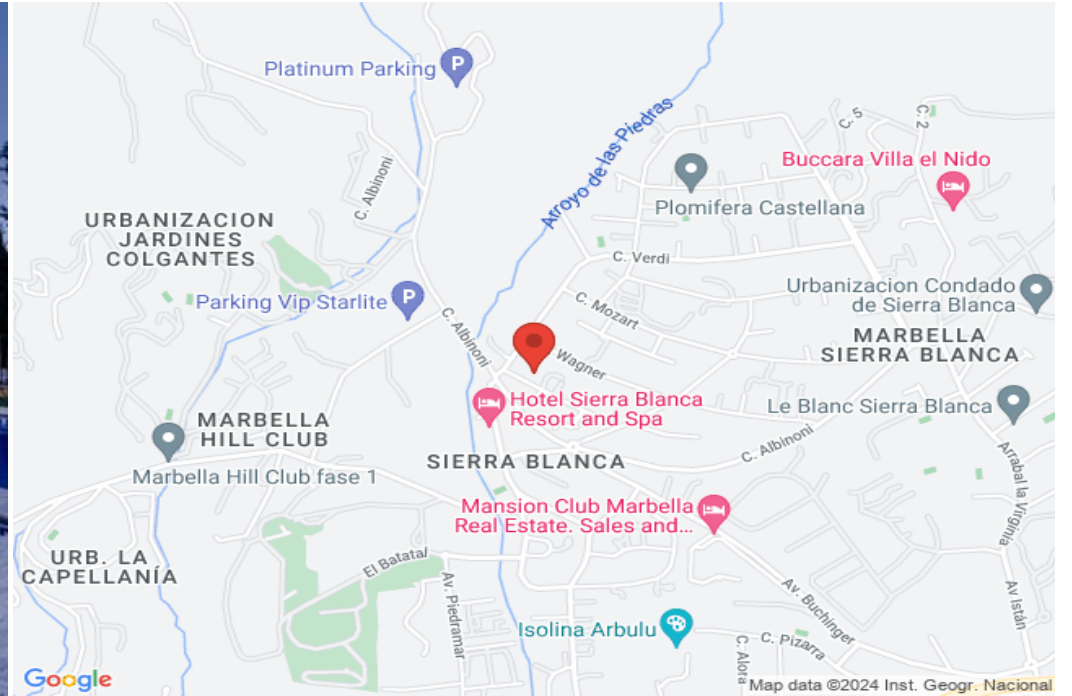 Platinum Parking
P
Arroyo de las Piedras
C. 5
C. 2
Buccara Villa el Nido
Plomifera Castellana
C. Albinoni
URBANIZACION
JARDINES
COLGANTES
C. Verdi
Parking Vip Starlite
P
C. Mozart
Urbanizacion Condado
de Sierra Blanca
C. Albinoni
MARBELLA
SIERRA BLANCA
Wagner
Hotel Sierra Blanca
Resort and Spa
Le Blanc Sierra Blanca
MARBELLA
HILL CLUB
C. Albinoni
SIERRA BLANCA
Marbella Hill Club fase 1
Arrabal la Virginia
Mansion Club Marbella
Real Estate. Sales and...
URB. LA
CAPELLANÍA
El Batatal
Av. Piedramar
Av. Buchinger
Av Istán
Isolina Arbulu
C. Pizarra
C. Alora
Google
Map data ©2024 Inst. Geogr. Nacional